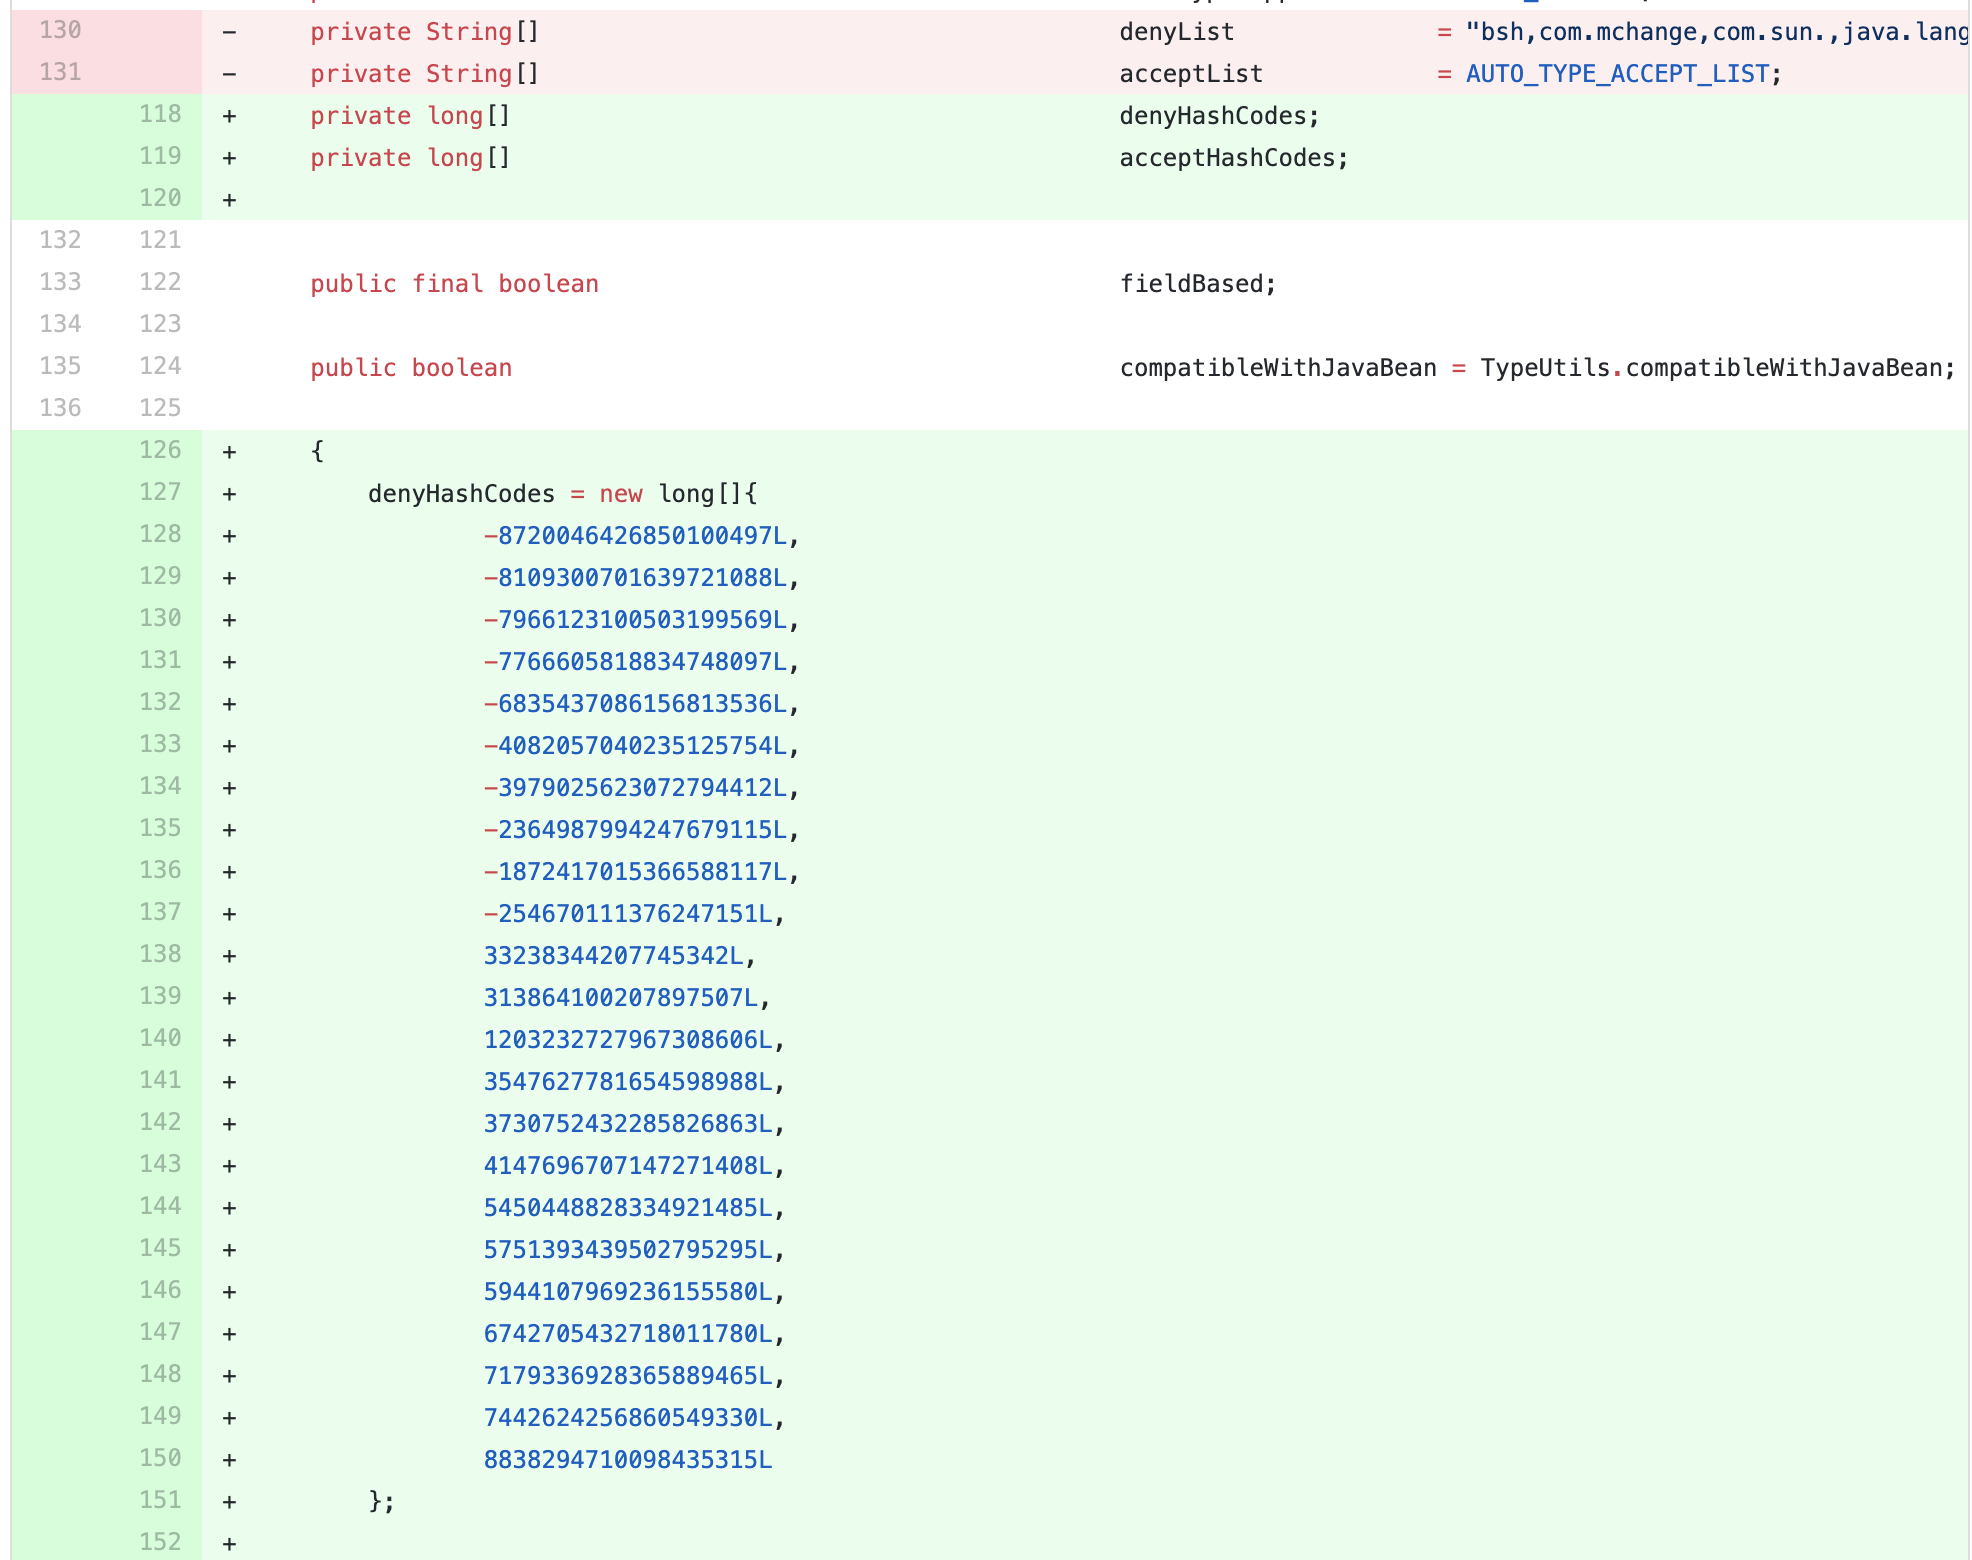 130 - private String[] denyList = "bsh,com.mchange,com.sun.,java.lang
131 - private String[] acceptList = AUTO_TYPE_ACCEPT_LIST;
118 + private long[] denyHashCodes;
119 + private long[] acceptHashCodes;
120 +
132 121
133 122 public final boolean fieldBased;
134 123
135 124 public boolean compatibleWithJavaBean = TypeUtils.compatibleWithJavaBean;
136 125
126 + {
127 + denyHashCodes = new long[]{
128 + -8720046426850100497L,
129 + -8109300701639721088L,
130 + -7966123100503199569L,
131 + -7766605818834748097L,
132 + -6835437086156813536L,
133 + -4082057040235125754L,
134 + -3979025623072794412L,
135 + -2364987994247679115L,
136 + -1872417015366588117L,
137 + -254670111376247151L,
138 + 33238344207745342L,
139 + 313864100207897507L,
140 + 1203232727967308606L,
141 + 3547627781654598988L,
142 + 3730752432285826863L,
143 + 4147696707147271408L,
144 + 5450448828334921485L,
145 + 5751393439502795295L,
146 + 5944107969236155580L,
147 + 6742705432718011780L,
148 + 7179336928365889465L,
149 + 7442624256860549330L,
150 + 8838294710098435315L
151 + };
152 +